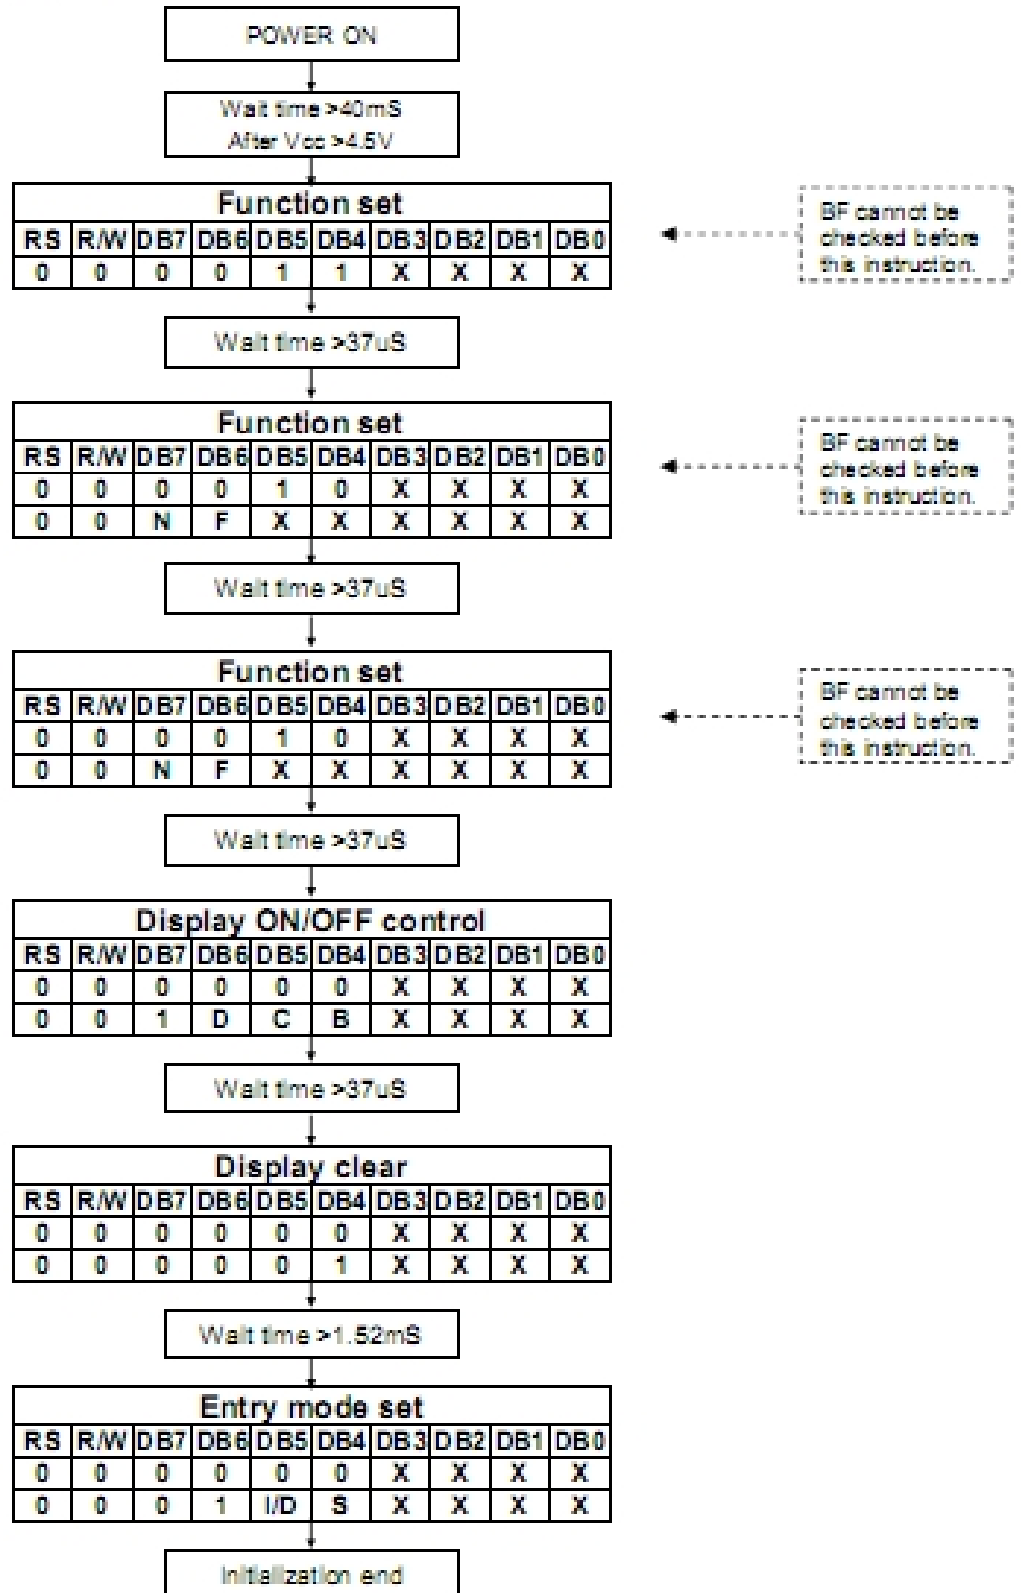 POWER ON
Wait time >40mS
After Vcc >4.5V
Function set
RS R/W DB7 DB6 DB5 DB4 DB3 DB2 DB1 DB0
0 0 0 0 1 1 X X X X
BF cannot be
checked before
this instruction.
Wait time >37uS
Function set
RS R/W DB7 DB6 DB5 DB4 DB3 DB2 DB1 DB0
0 0 0 0 1 0 X X X X
0 0 N F X X X X X X
BF cannot be
checked before
this instruction.
Wait time >37uS
Function set
RS R/W DB7 DB6 DB5 DB4 DB3 DB2 DB1 DB0
0 0 0 0 1 0 X X X X
0 0 N F X X X X X X
BF cannot be
checked before
this instruction.
Wait time >37uS
Display ON/OFF control
RS R/W DB7 DB6 DB5 DB4 DB3 DB2 DB1 DB0
0 0 0 0 0 0 X X X X
0 0 1 D C B X X X X
Wait time >37uS
Display clear
RS R/W DB7 DB6 DB5 DB4 DB3 DB2 DB1 DB0
0 0 0 0 0 0 X X X X
0 0 0 0 0 1 X X X X
Wait time >1.52mS
Entry mode set
RS R/W DB7 DB6 DB5 DB4 DB3 DB2 DB1 DB0
0 0 0 0 0 0 X X X X
0 0 0 1 I/D S X X X X
Initialization end